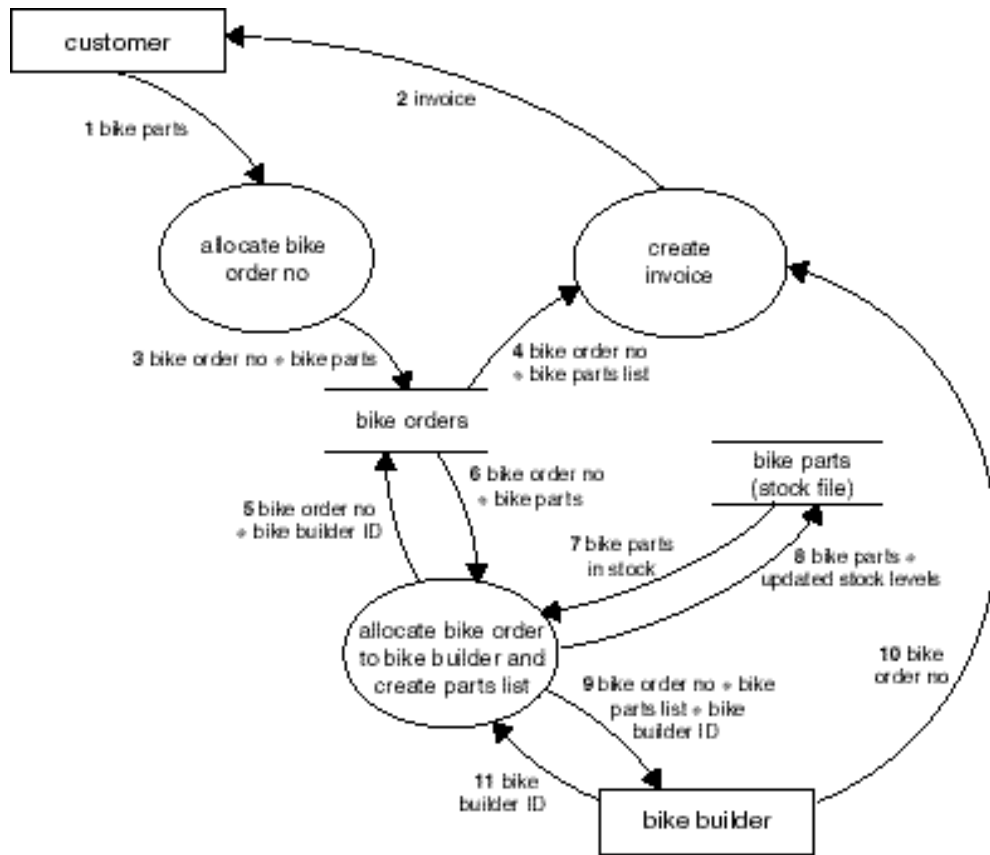 customer
2 invoice
1 bike parts
allocate bike
order no
create
invoice
3 bike order no + bike parts
4 bike order no
+ bike parts list
bike orders
bike parts
(stock file)
6 bike order no
+ bike parts
5 bike order no
+ bike builder ID
7 bike parts
in stock
8 bike parts +
updated stock levels
allocate bike order
to bike builder and
create parts list
9 bike order no + bike
parts list + bike
builder ID
10 bike
order no
11 bike
builder ID
bike builder